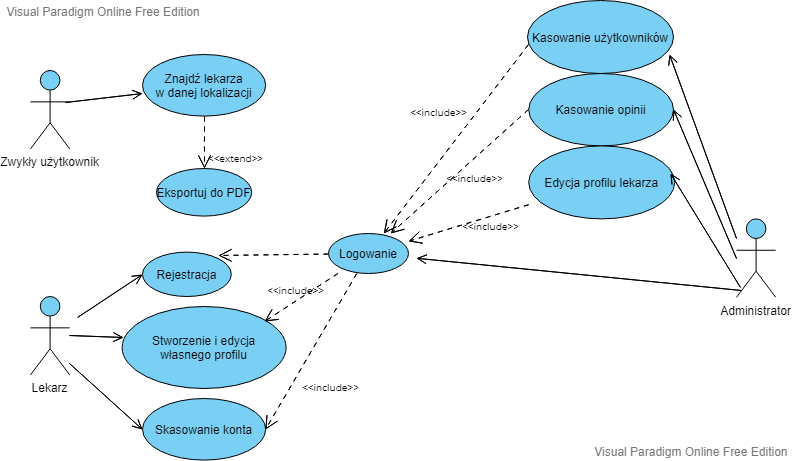 Visual Paradigm Online Free Edition
Kasowanie użytkowników
Znajdź lekarza
w danej lokalizacji
<<include>>
Kasowanie opinii
Zwykły użytkownik
<<extend>>
<<include>>
Edycja profilu lekarza
Eksportuj do PDF
<<include>>
Logowanie
Rejestracja
<<include>>
Administrator
Stworzenie i edycja
własnego profilu
Lekarz
<<include>>
Skasowanie konta
Visual Paradigm Online Free Edition